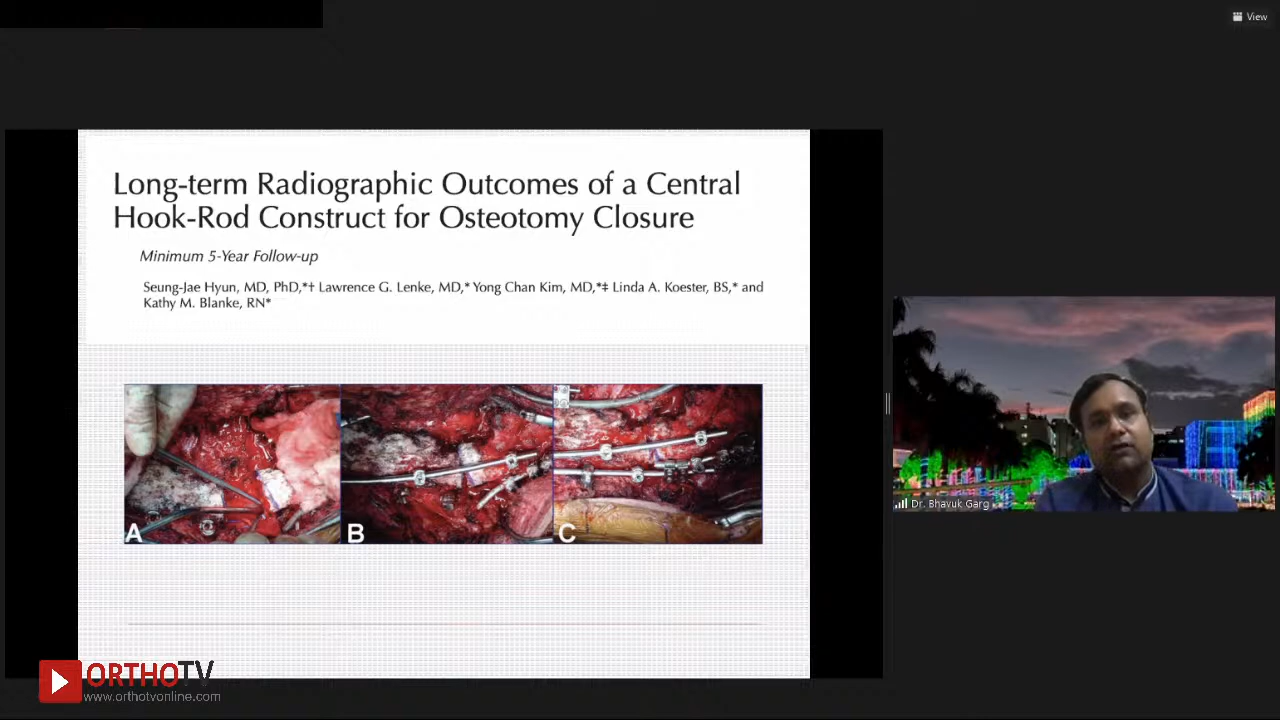 View
Long-term Radiographic Outcomes of a Central
Hook-Rod Construct for Osteotomy Closure
Minimum 5-Year Follow-up
Seung-Jae Hyun, MD, PhD,*† Lawrence G. Lenke, MD,* Yong Chan Kim, MD,*‡ Linda A. Koester, BS,* and
Kathy M. Blanke, RN*
A
B
C
Dr. Bhavuk Garg
ORTHOTV
www.orthotvonline.com